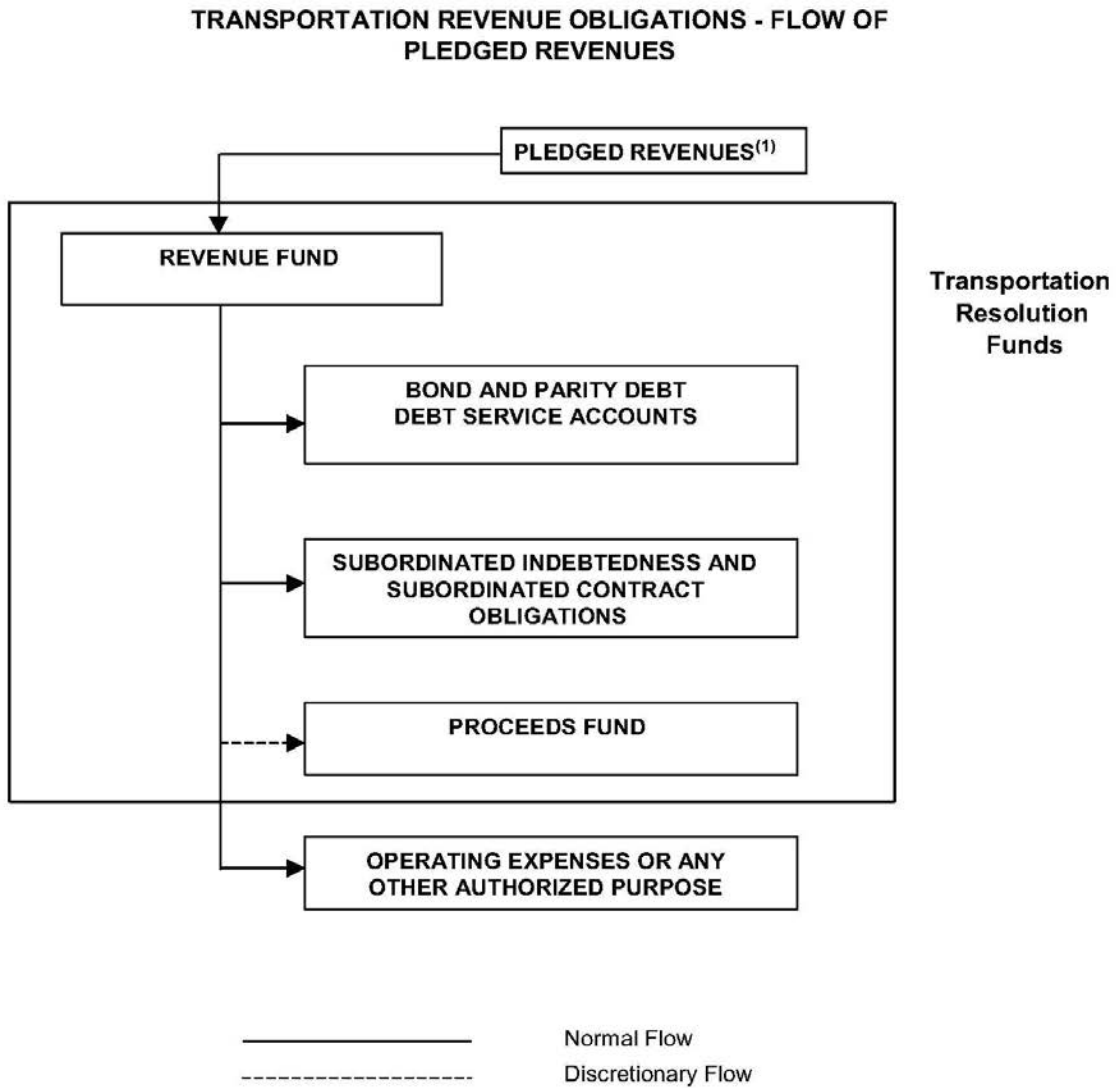 TRANSPORTATION REVENUE OBLIGATIONS - FLOW OF
PLEDGED REVENUES
PLEDGED REVENUES(1)
REVENUE FUND
Transportation
Resolution
Funds
BOND AND PARITY DEBT
DEBT SERVICE ACCOUNTS
SUBORDINATED INDEBTEDNESS AND
SUBORDINATED CONTRACT
OBLIGATIONS
PROCEEDS FUND
OPERATING EXPENSES OR ANY
OTHER AUTHORIZED PURPOSE
Normal Flow
Discretionary Flow